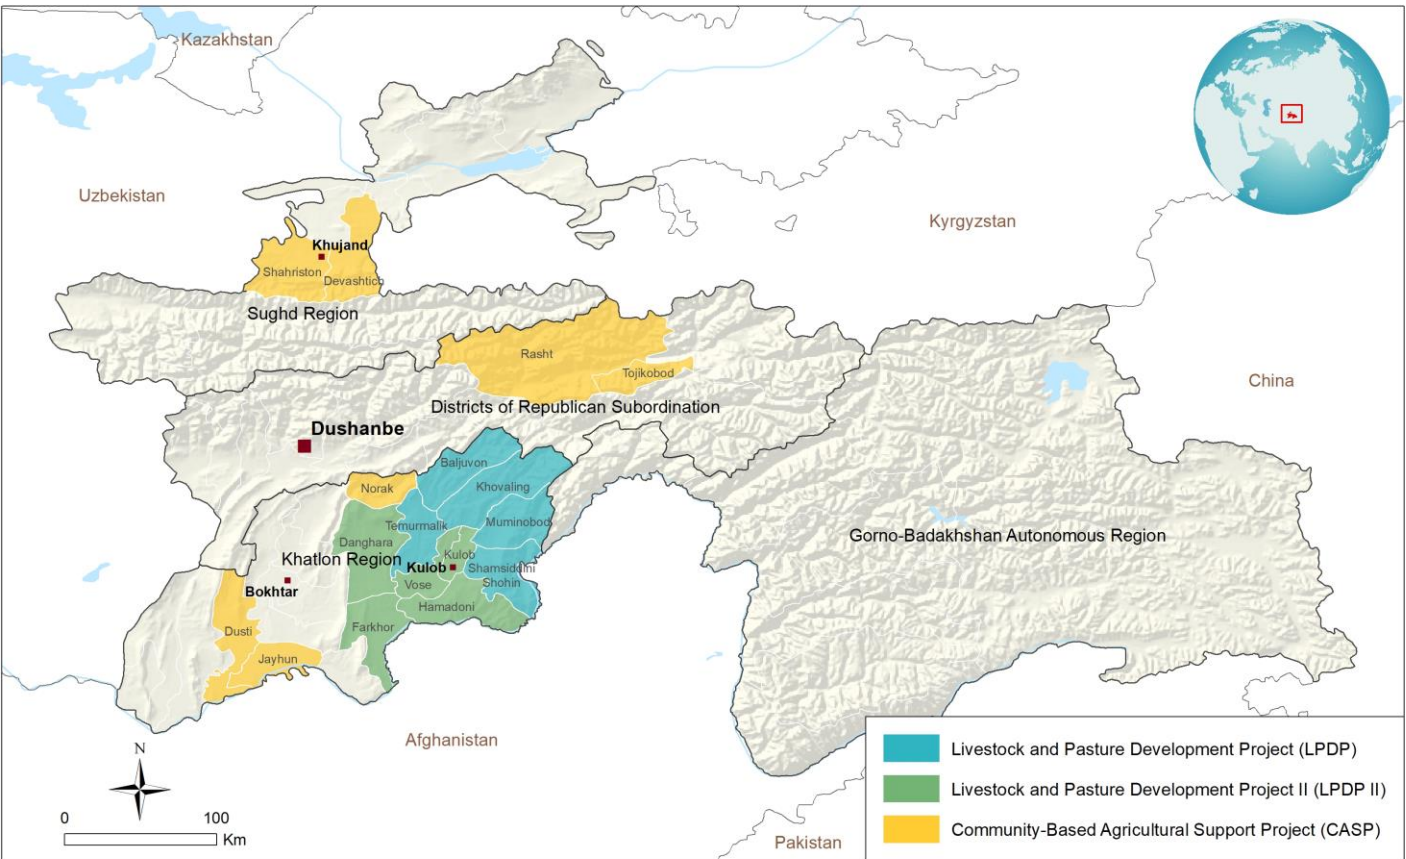 Kazakhstan
Uzbekistan
Kyrgyzstan
Khujand
Shahriston
Devashtich
Sughd Region
Rasht
Tojikobod
China
Districts of Republican Subordination
Dushanbe
Baljuvon
Norak
Khovaling
Temurmalik
Muminobod
Danghara
Gorno-Badakhshan Autonomous Region
Khatlon Region
Kulob
Kulob
Shamsiddini
Shohin
Vose
Bokhtar
Hamadoni
Farkhor
Dusti
Jayhun
Afghanistan
N
0 100
Km
Pakistan
Livestock and Pasture Development Project (LPDP)
Livestock and Pasture Development Project II (LPDP II)
Community-Based Agricultural Support Project (CASP)